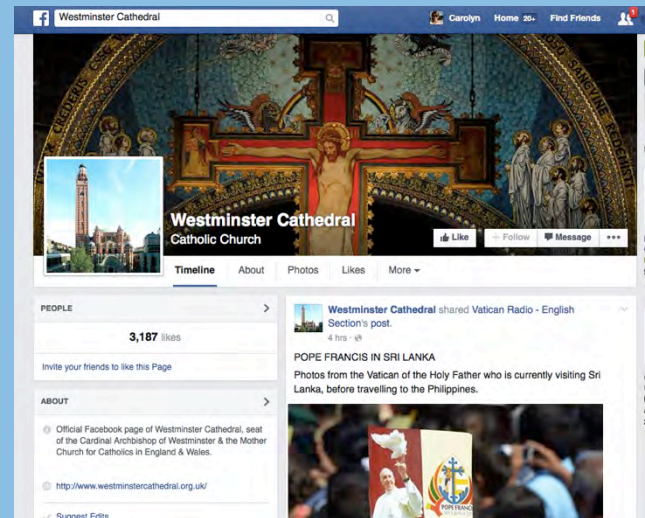 Westminster Cathedral
Carolyn Home 20+ Find Friends 1
Westminster Cathedral
Catholic Church
Like + Follow Message •••
Timeline About Photos Likes More
PEOPLE
3,187 likes
Invite your friends to like this Page
ABOUT
Official Facebook page of Westminster Cathedral, seat
of the Cardinal Archbishop of Westminster & the Mother
Church for Catholics in England & Wales.
http://www.westminstercathedral.org.uk/
Suggest Edits
Westminster Cathedral shared Vatican Radio - English
Section's post.
4 hrs
POPE FRANCIS IN SRI LANKA
Photos from the Vatican of the Holy Father who is currently visiting Sri
Lanka, before travelling to the Philippines.
POPE FRANCIS